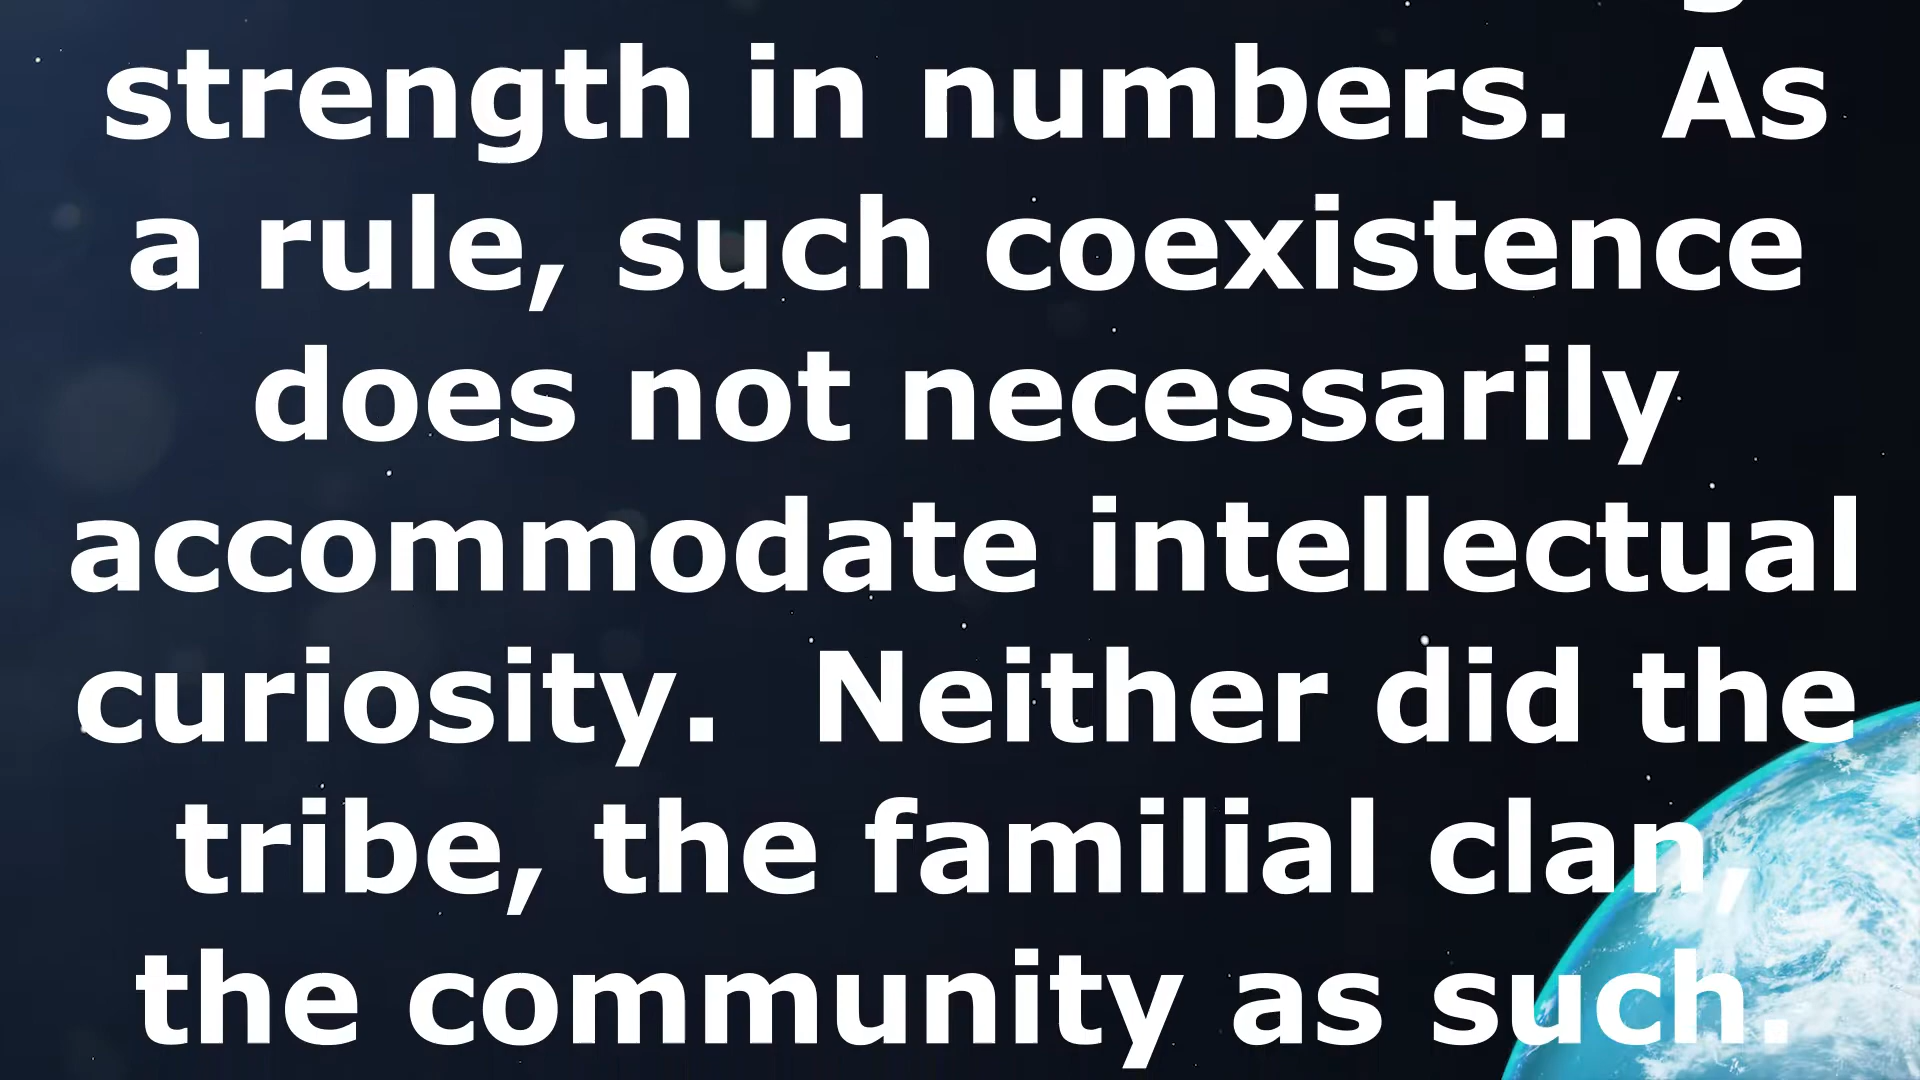 strength in numbers.  As
a rule, such coexistence
does not necessarily
accommodate intellectual
curiosity.  Neither did the
tribe, the familial clan,
the community as such.